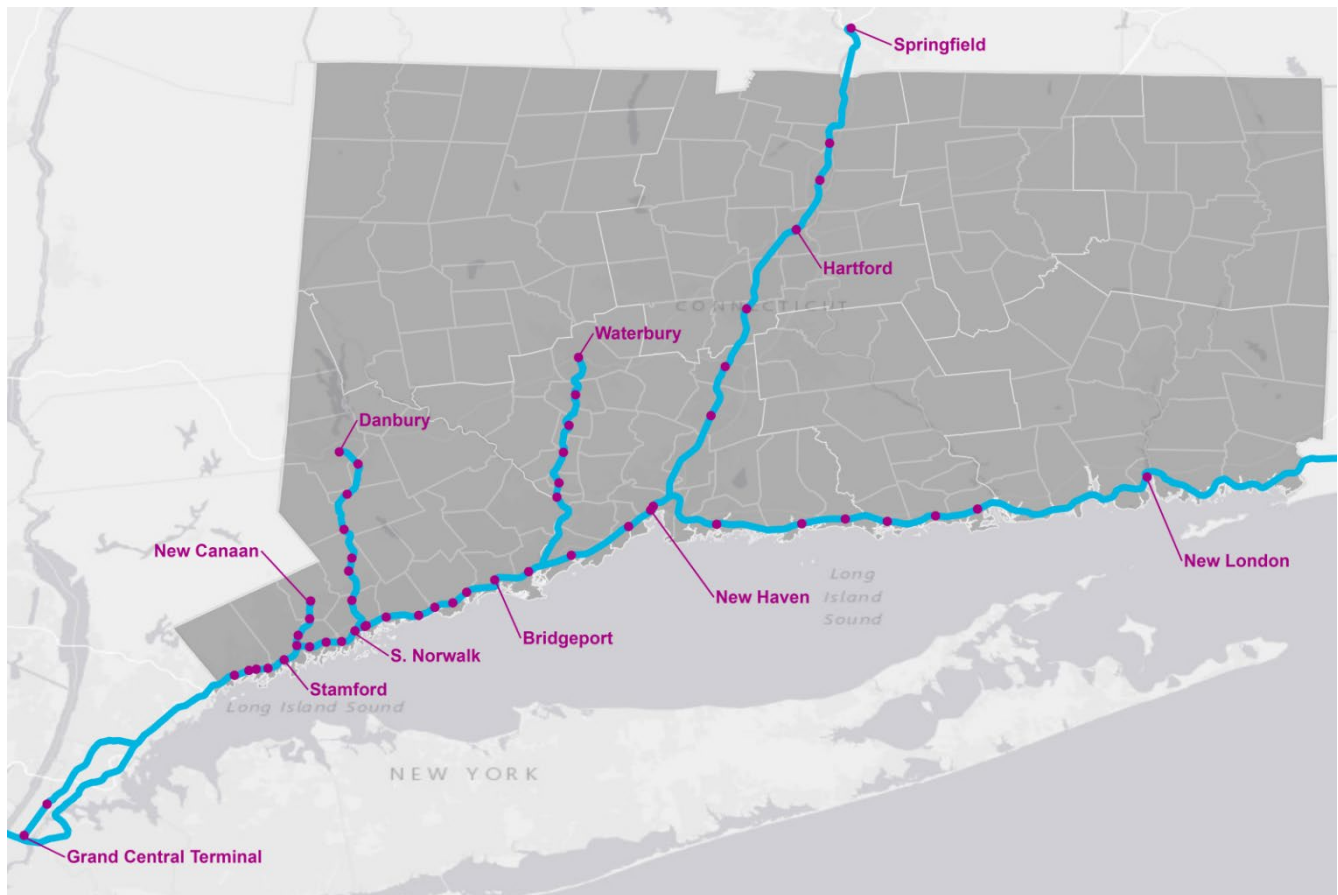 Springfield
Hartford
CONNECTICUT
Waterbury
Danbury
New Canaan
New London
Long
Island
Sound
New Haven
Bridgeport
S. Norwalk
Stamford
Long Island Sound
NEW YORK
Grand Central Terminal